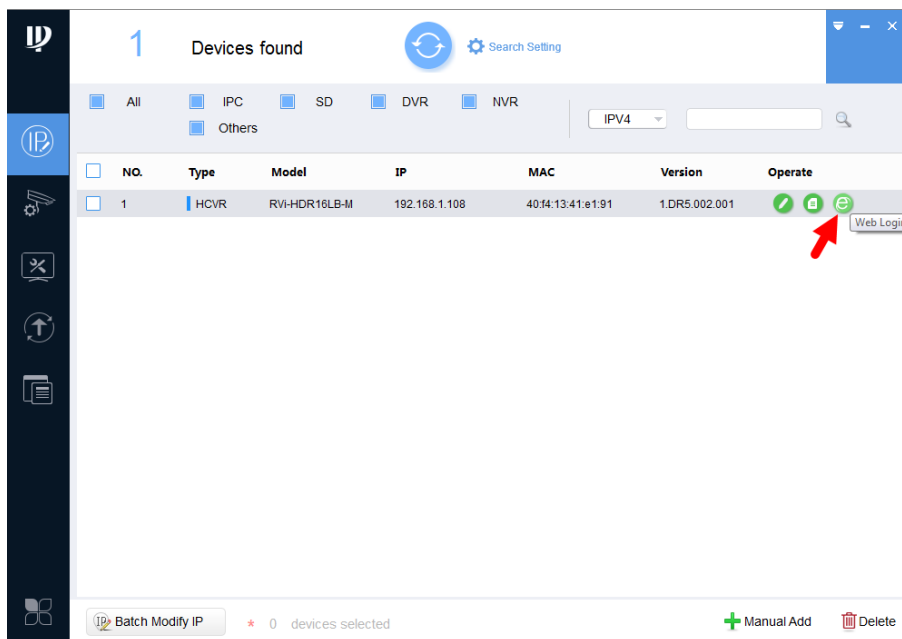 1 Devices found Search Setting
All IPC SD DVR NVR
Others
IPV4
NO. Type Model IP MAC Version Operate
1 HCVR RVi-HDR16LB-M 192.168.1.108 40:f4:13:41:e1:91 1.DR5.002.001
Web Login
Batch Modify IP * 0 devices selected Manual Add Delete